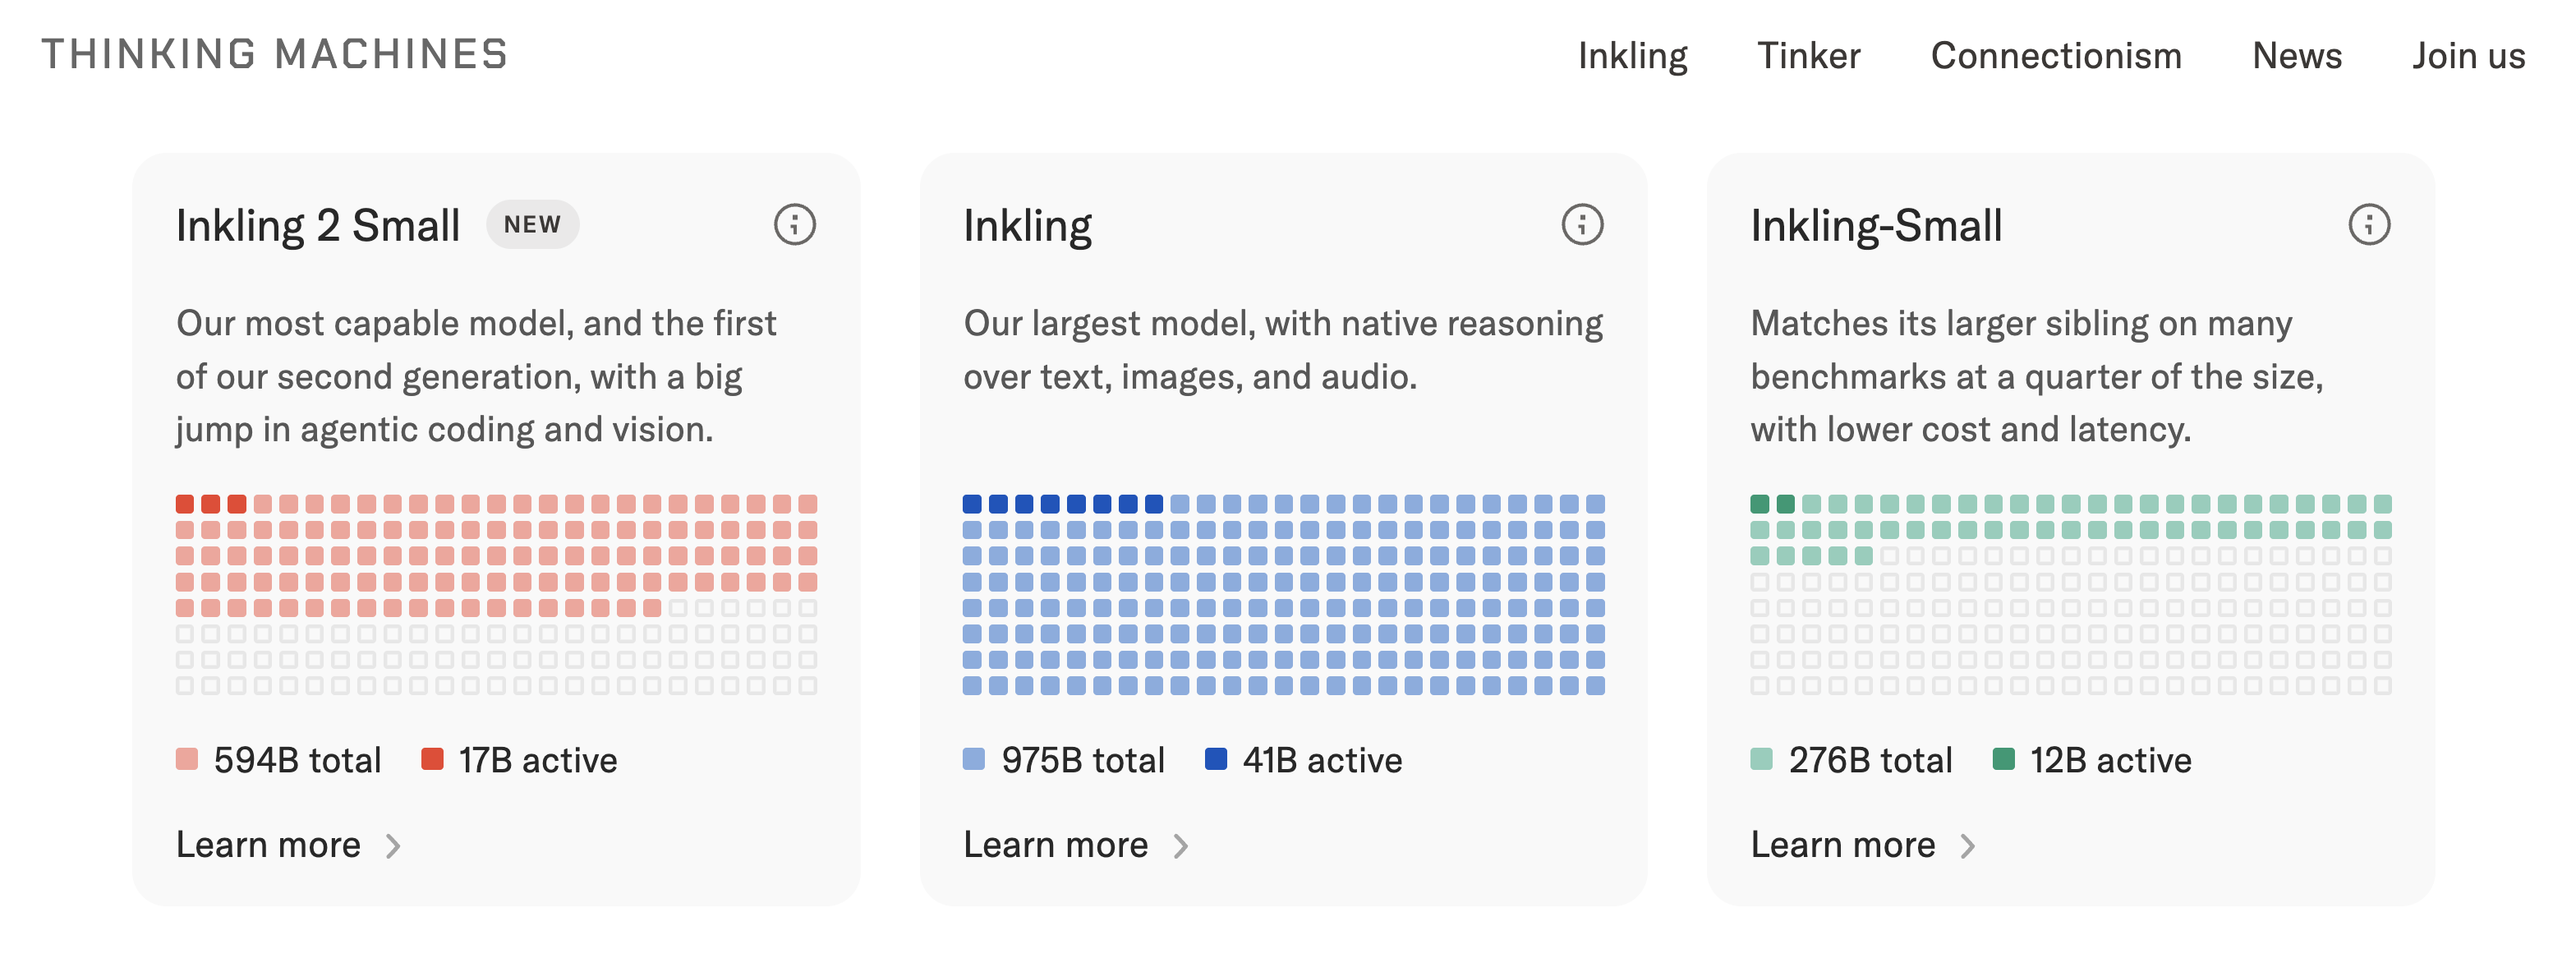 THINKING MACHINES
Inkling
Tinker
Connectionism
News
Join us
Inkling 2 Small
NEW
Our most capable model, and the first
of our second generation, with a big
jump in agentic coding and vision.
594B total
17B active
Learn more
Inkling
Our largest model, with native reasoning
over text, images, and audio.
975B total
41B active
Learn more
Inkling-Small
Matches its larger sibling on many
benchmarks at a quarter of the size,
with lower cost and latency.
276B total
12B active
Learn more